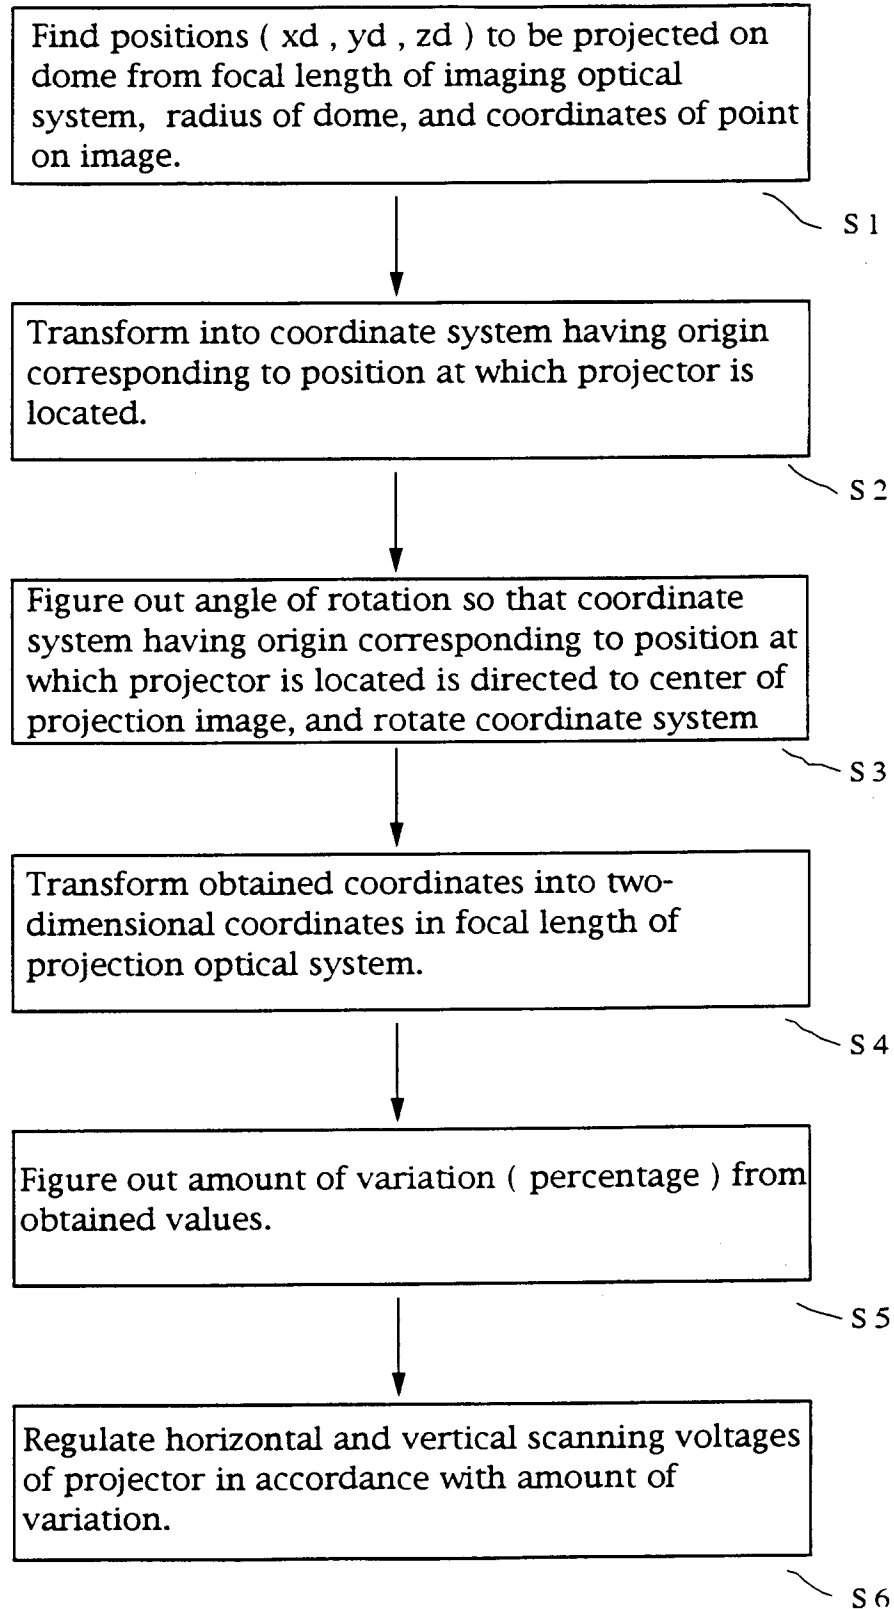 Find positions ( xd , yd , zd ) to be projected on
dome from focal length of imaging optical
system, radius of dome, and coordinates of point
on image.
S 1
Transform into coordinate system having origin
corresponding to position at which projector is
located.
S 2
Figure out angle of rotation so that coordinate
system having origin corresponding to position at
which projector is located is directed to center of
projection image, and rotate coordinate system
S 3
Transform obtained coordinates into two-
dimensional coordinates in focal length of
projection optical system.
S 4
Figure out amount of variation ( percentage ) from
obtained values.
S 5
Regulate horizontal and vertical scanning voltages
of projector in accordance with amount of
variation.
S 6